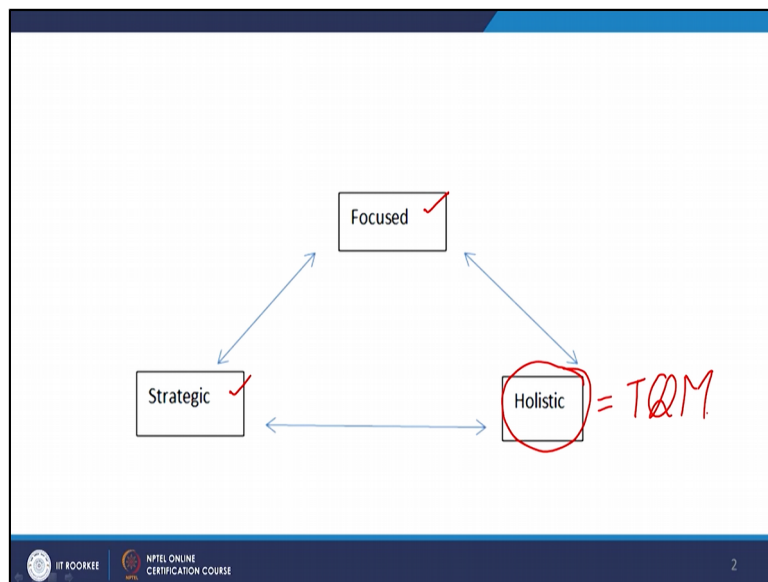 Focused
Strategic
Holistic = TQM
IIT ROORKEE
NPTEL ONLINE
CERTIFICATION COURSE
2